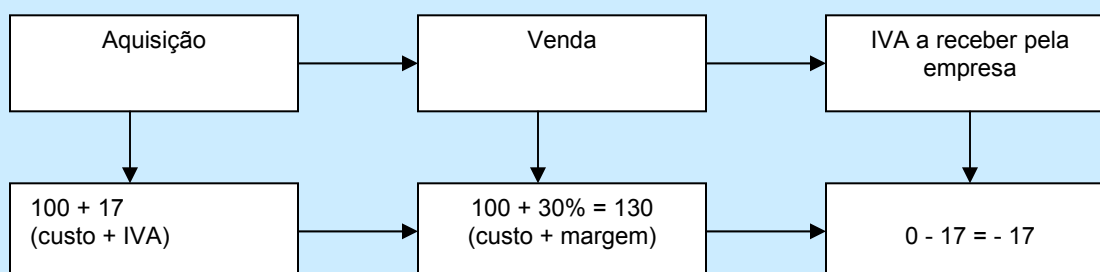 Aquisição
Venda
IVA a receber pela
empresa
100 + 17
(custo + IVA)
100 + 30% = 130
(custo + margem)
0 - 17 = - 17